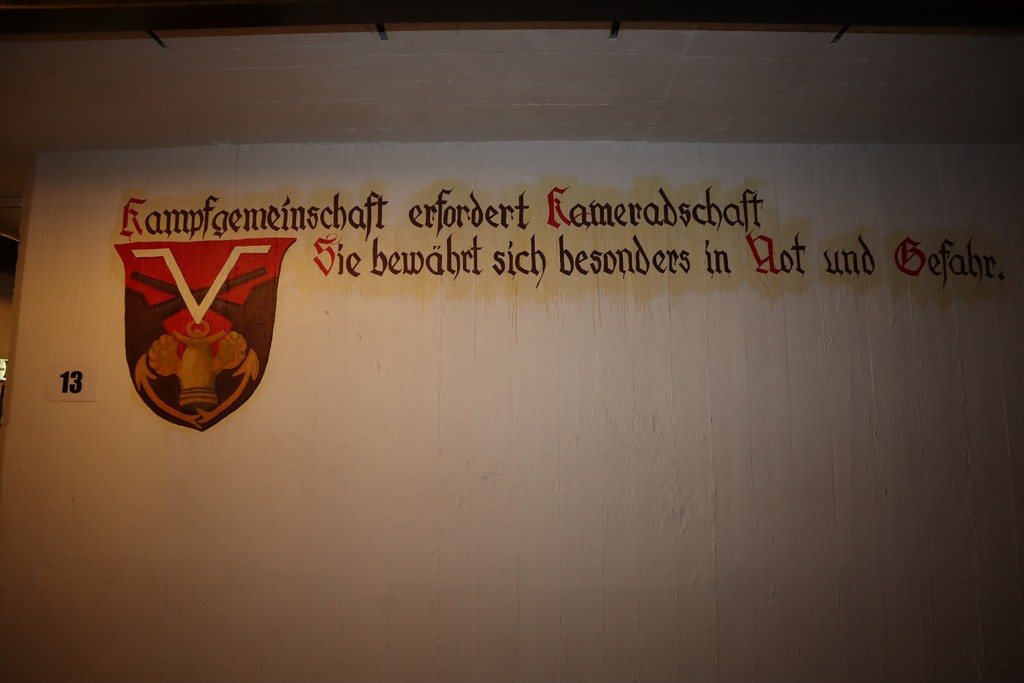 Kampfgemeinschaft erfordert Kameradschaft
Sie bewährt sich besonders in Not und Gefahr.
13